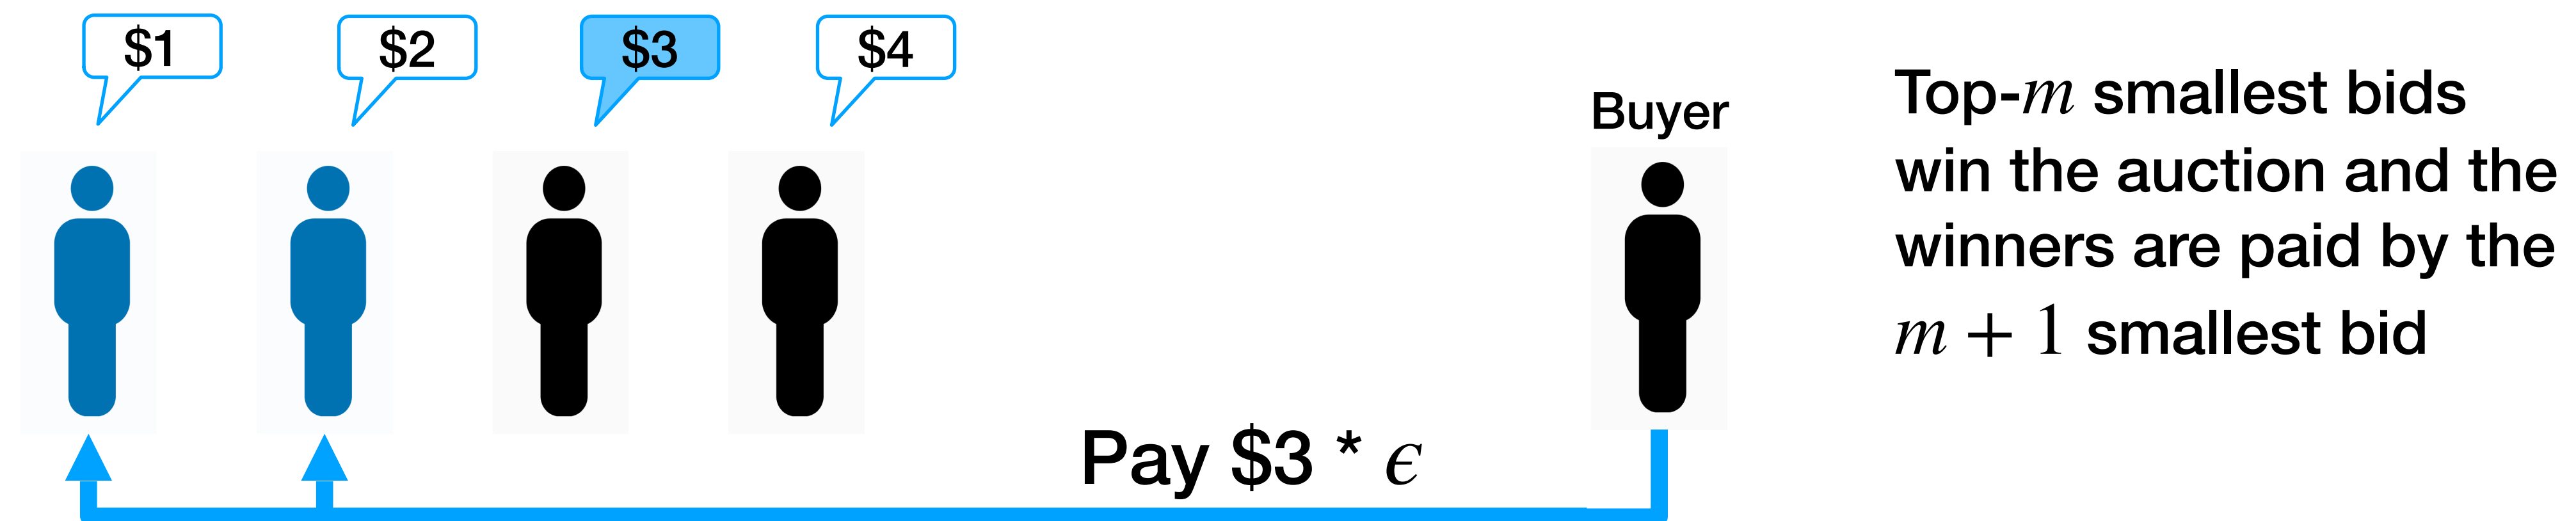 $1
$2
$3
$4
Buyer
Pay $3 * ϵ
Top-m smallest bids
win the auction and the
winners are paid by the
m + 1 smallest bid